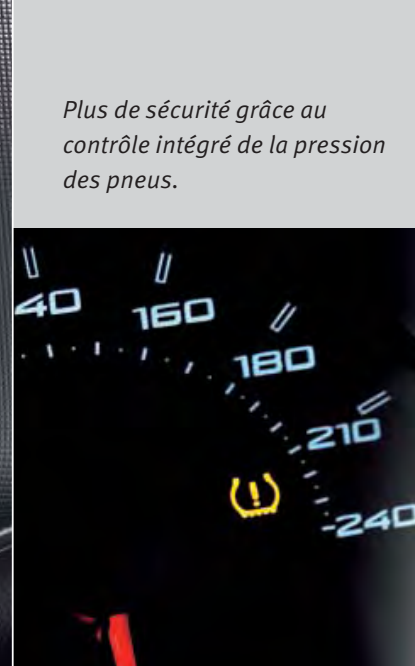 Plus de sécurité grâce au
contrôle intégré de la pression
des pneus.
40
160
180
210
240